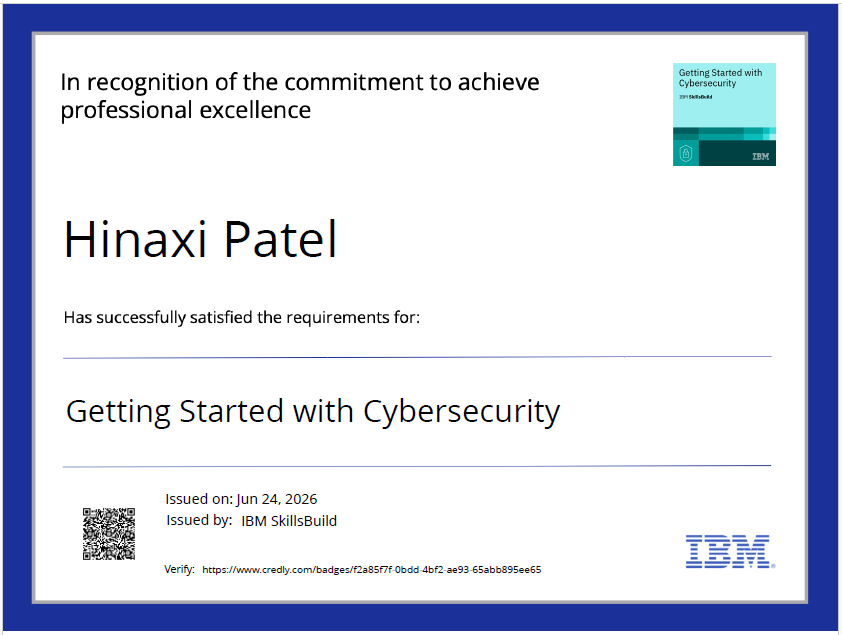 In recognition of the commitment to achieve
professional excellence
Getting Started with
Cybersecurity
IBM SkillsBuild
IBM
Hinaxi Patel
Has successfully satisfied the requirements for:
Getting Started with Cybersecurity
Issued on: Jun 24, 2026
Issued by: IBM SkillsBuild
Verify: https://www.credly.com/badges/f2a85f7f-0bdd-4bf2-ae93-65abb895ee65
IBM®